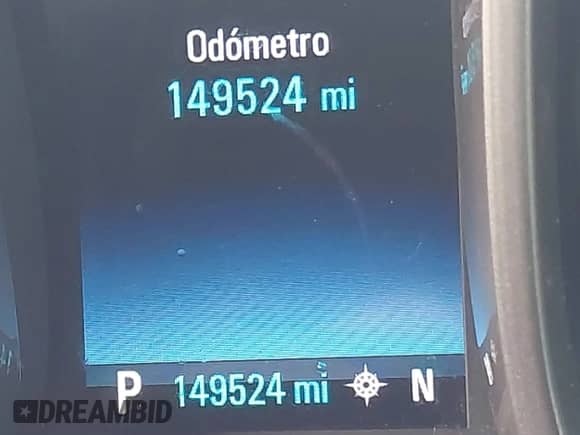 Odómetro
149524 mi
P 149524 mi N
DREAMBID